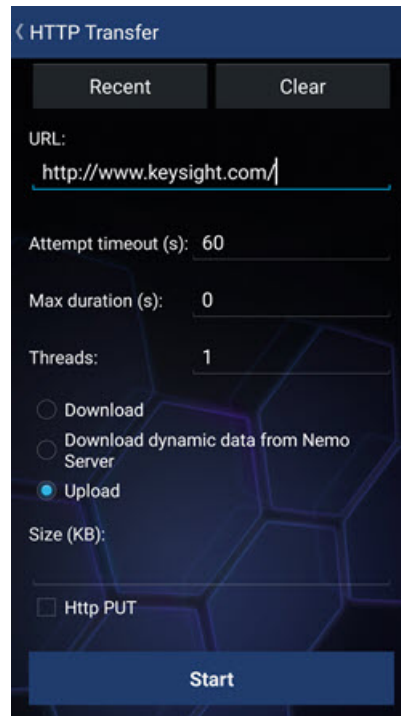 HTTP Transfer
Recent Clear
URL:
http://www.keysight.com/
Attempt timeout (s): 60
Max duration (s): 0
Threads: 1
Download
Download dynamic data from Nemo
Server
Upload
Size (KB):
Http PUT
Start